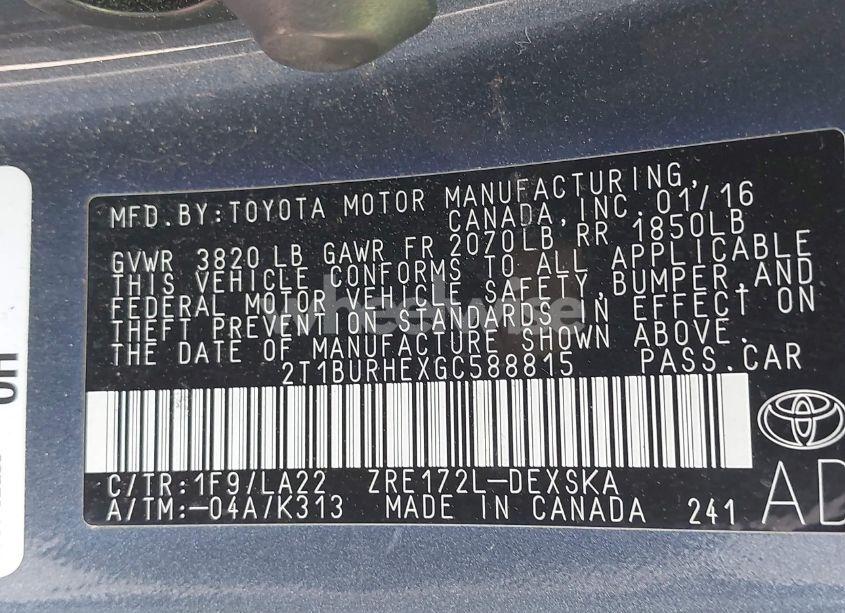 MFD.BY:TOYOTA MOTOR MANUFACTURING,
CANADA,INC. 01/16
GVWR 3820 LB GAWR FR 2070LB RR 1850LB
THIS VEHICLE CONFORMS TO ALL APPLICABLE
FEDERAL MOTOR VEHICLE SAFETY,BUMPER,AND
THEFT PREVENTION STANDARDS IN EFFECT ON
THE DATE OF MANUFACTURE SHOWN ABOVE.
2T1BURHEXGC588815 PASS.CAR
C/TR:1F9/LA22 ZRE172L-DEXSKA
A/TM:-04A/K313 MADE IN CANADA 241
AD
wheelwise